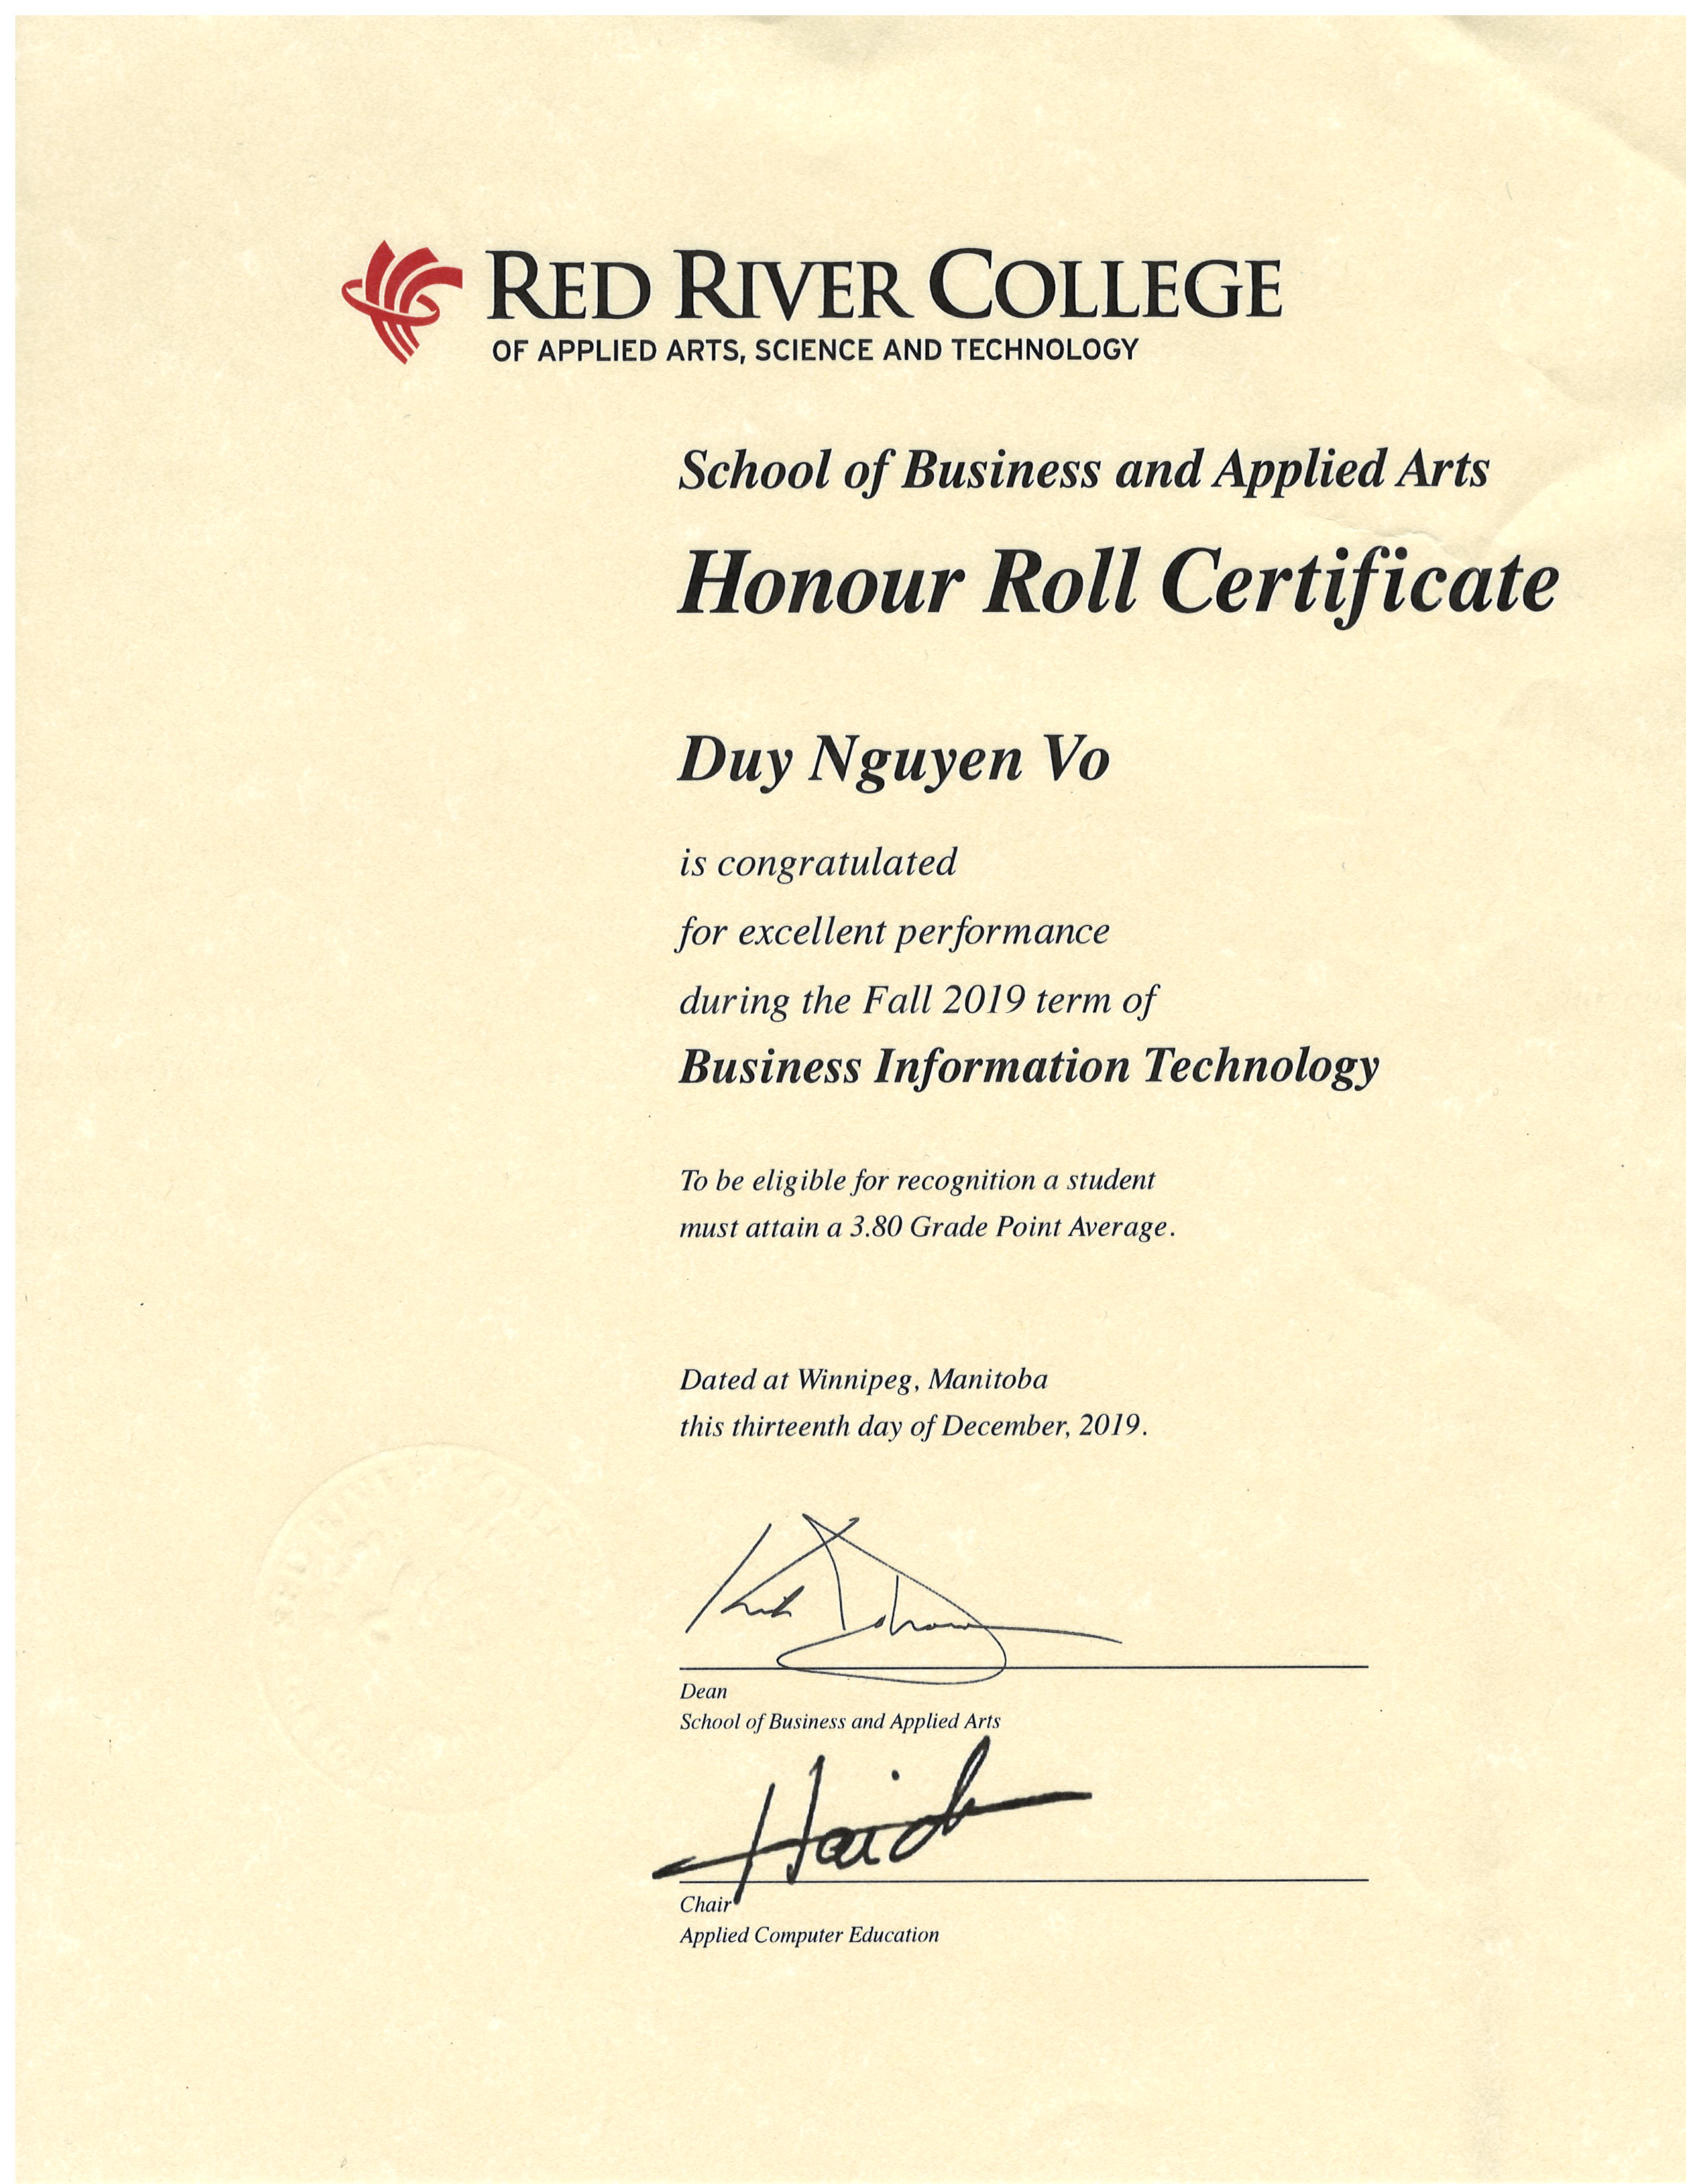 RED RIVER COLLEGE
OF APPLIED ARTS, SCIENCE AND TECHNOLOGY
School of Business and Applied Arts
Honour Roll Certificate
Duy Nguyen Vo
is congratulated
for excellent performance
during the Fall 2019 term of
Business Information Technology
To be eligible for recognition a student
must attain a 3.80 Grade Point Average.
Dated at Winnipeg, Manitoba
this thirteenth day of December, 2019.
Dean
School of Business and Applied Arts
Chair
Applied Computer Education